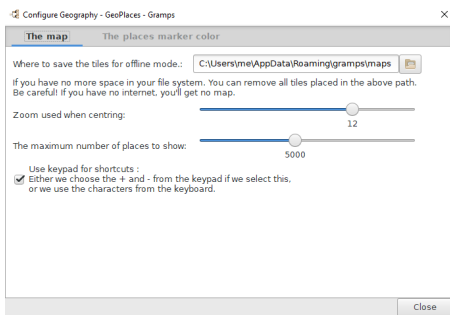 Configure Geography - GeoPlaces - Gramps
The map
The places marker color
Where to save the tiles for offline mode.:
C:\Users\me\AppData\Roaming\gramps\maps
If you have no more space in your file system. You can remove all tiles placed in the above path.
Be careful! If you have no internet, you'll get no map.
Zoom used when centring:
12
The maximum number of places to show:
5000
Use keypad for shortcuts :
Either we choose the + and - from the keypad if we select this,
or we use the characters from the keyboard.
Close